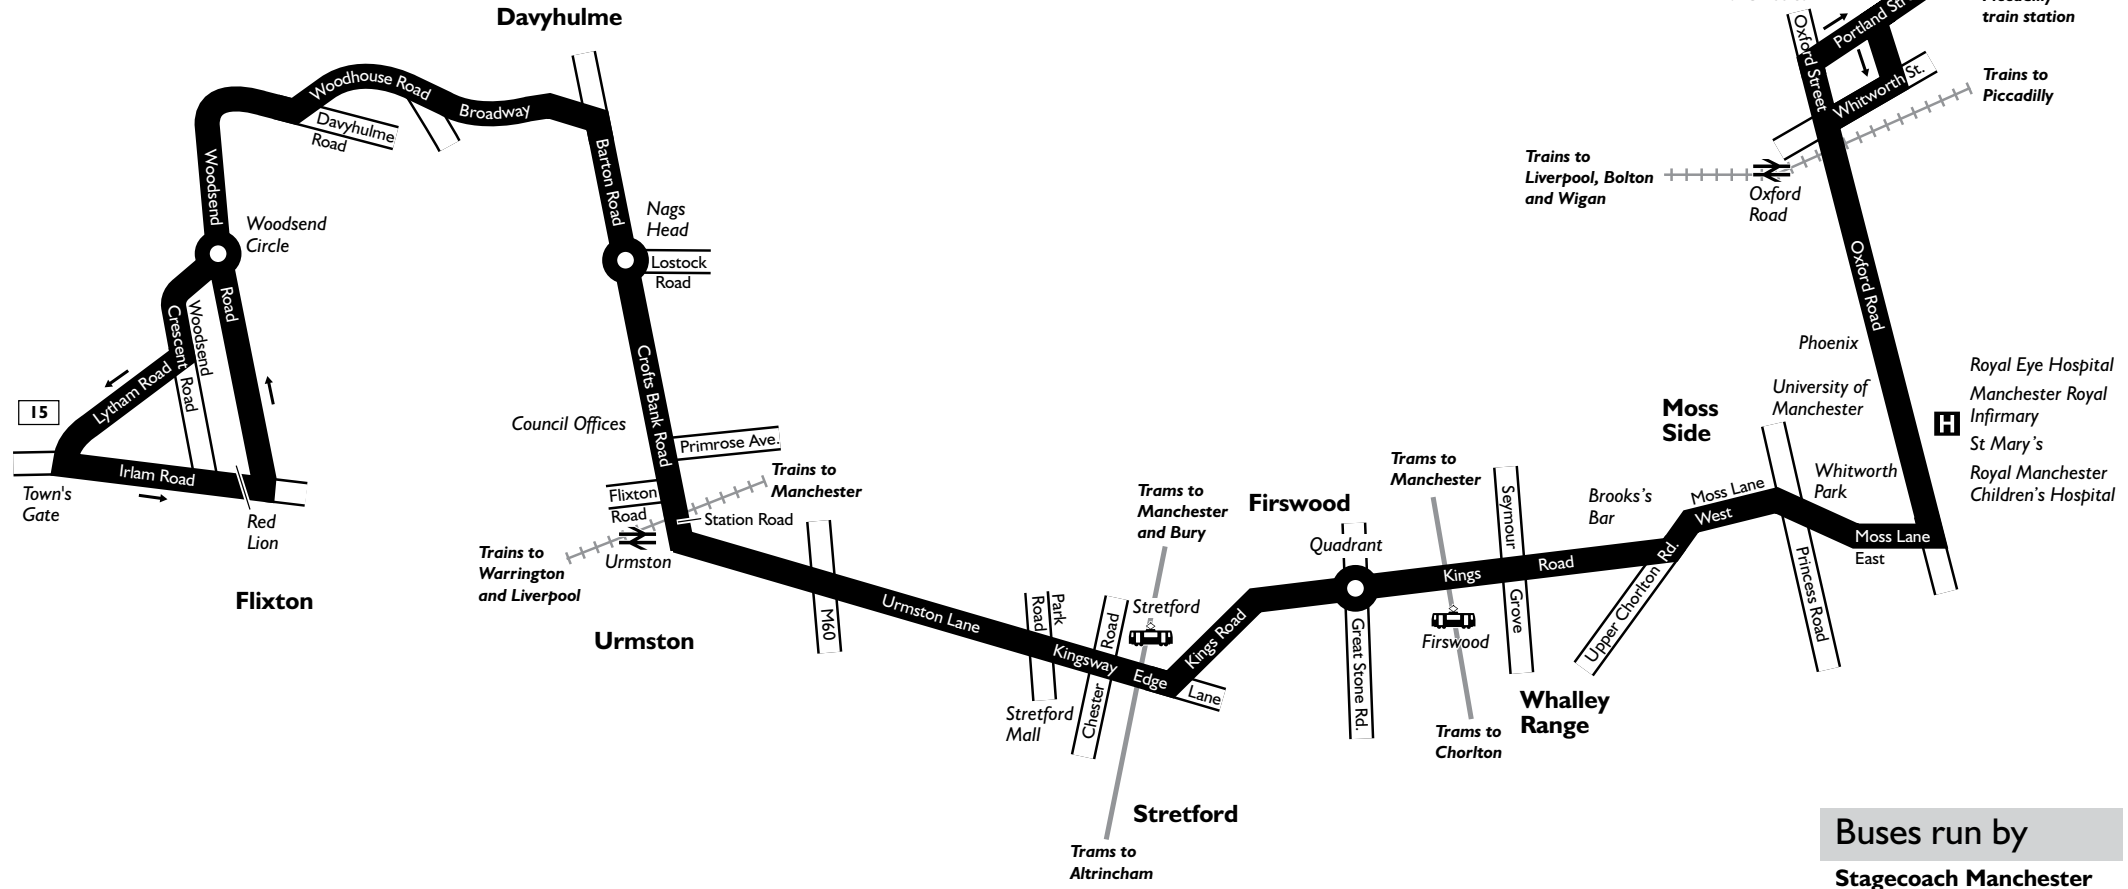 Davyhulme
Woodhouse Road
Broadway
Davyhulme
Road
Woodsend
Road
Woodsend
Circle
Woodsend
Crescent Road
Lytham Road
15
Irlam Road
Town's
Gate
Red
Lion
Flixton
Barton Road
Nags
Head
Lostock
Road
Crofts Bank Road
Council Offices
Primrose Ave.
Trains to
Manchester
Flixton
Road
Station Road
Urmston
Trains to
Warrington
and Liverpool
Urmston
M60
Urmston Lane
Park
Road
Kingsway
Stretford
Mall
Chester Road
Edge
Lane
Trams to
Manchester
and Bury
Stretford
Stretford
Trams to
Altrincham
Kings Road
Firswood
Quadrant
Great Stone Rd.
Trams to
Manchester
Kings Road
Firswood
Trams to
Chorlton
Seymour
Grove
Whalley
Range
Brooks's
Bar
Upper Chorlton Rd.
Moss
Side
Moss Lane
West
Princess Road
Whitworth
Park
Moss Lane
East
Oxford Road
Phoenix
University of
Manchester
H
Royal Eye Hospital
Manchester Royal
Infirmary
St Mary's
Royal Manchester
Children's Hospital
Trains to
Liverpool, Bolton
and Wigan
Oxford
Road
Oxford Street
Portland Str
Whitworth St.
train station
Trains to
Piccadilly
Buses run by
Stagecoach Manchester